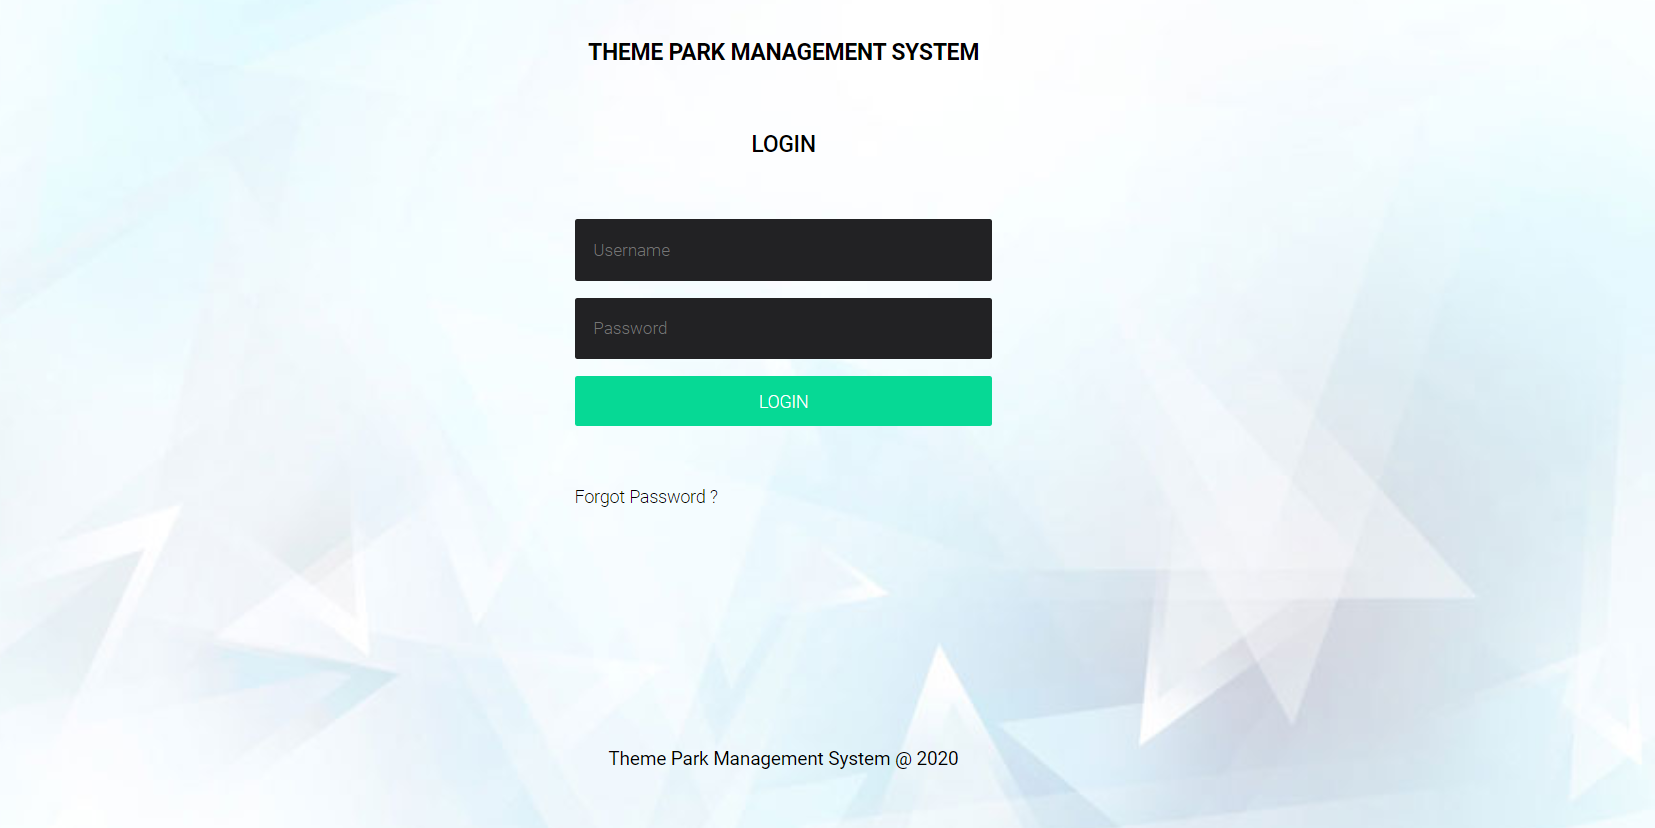 THEME PARK MANAGEMENT SYSTEM
LOGIN
Username
Password
LOGIN
Forgot Password ?
Theme Park Management System @ 2020